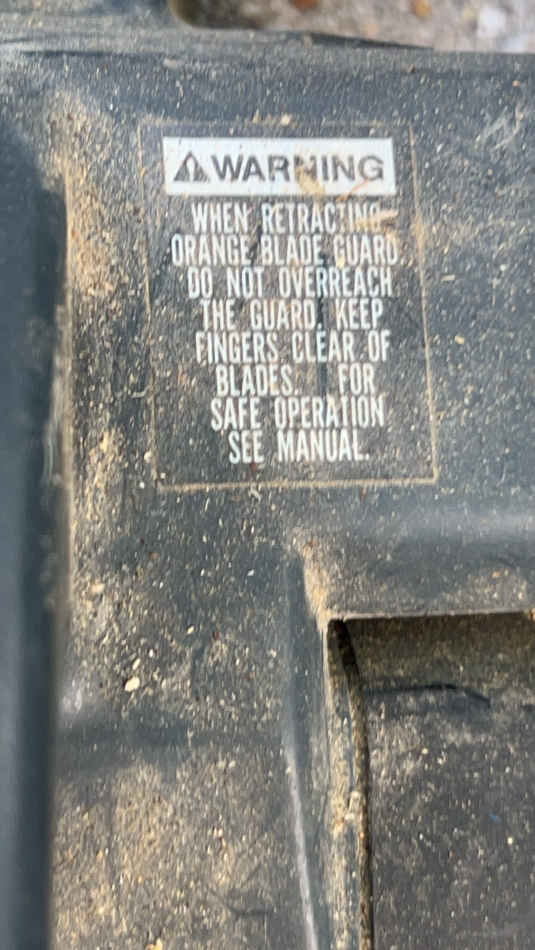 WARNING
WHEN RETRACTING
ORANGE BLADE GUARD
DO NOT OVERREACH
THE GUARD. KEEP
FINGERS CLEAR OF
BLADES. FOR
SAFE OPERATION
SEE MANUAL.